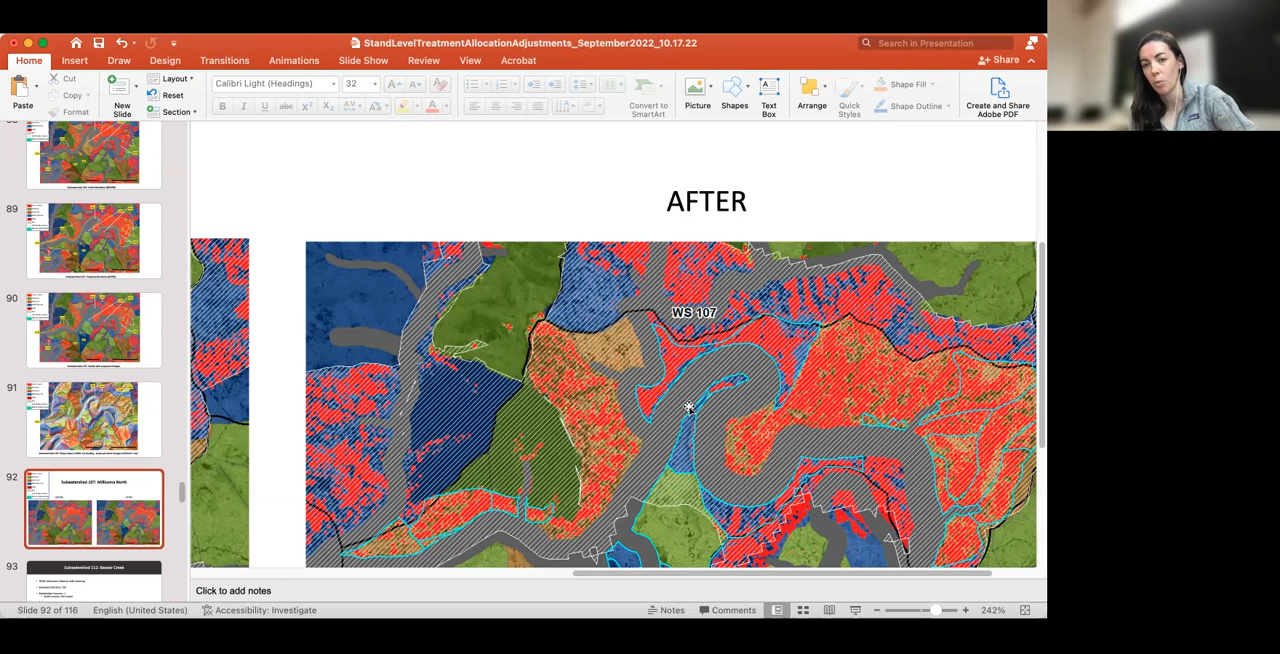 StandLevelTreatmentAllocationAdjustments_September2022_10.17.22
Search in Presentation
Home Insert Draw Design Transitions Animations Slide Show Review View Acrobat
Share
Paste
Cut
Copy
Format
New Slide
Layout
Reset
Section
Calibri Light (Headings)
32
Convert to SmartArt
Picture
Shapes
Text Box
Arrange
Quick Styles
Shape Fill
Shape Outline
Create and Share Adobe PDF
89
90
91
92
Subwatershed 107: Millicoma North
93
Subwatershed 112: Beaver Creek
AFTER
WS 107
Click to add notes
Slide 92 of 116
English (United States)
Accessibility: Investigate
Notes
Comments
242%